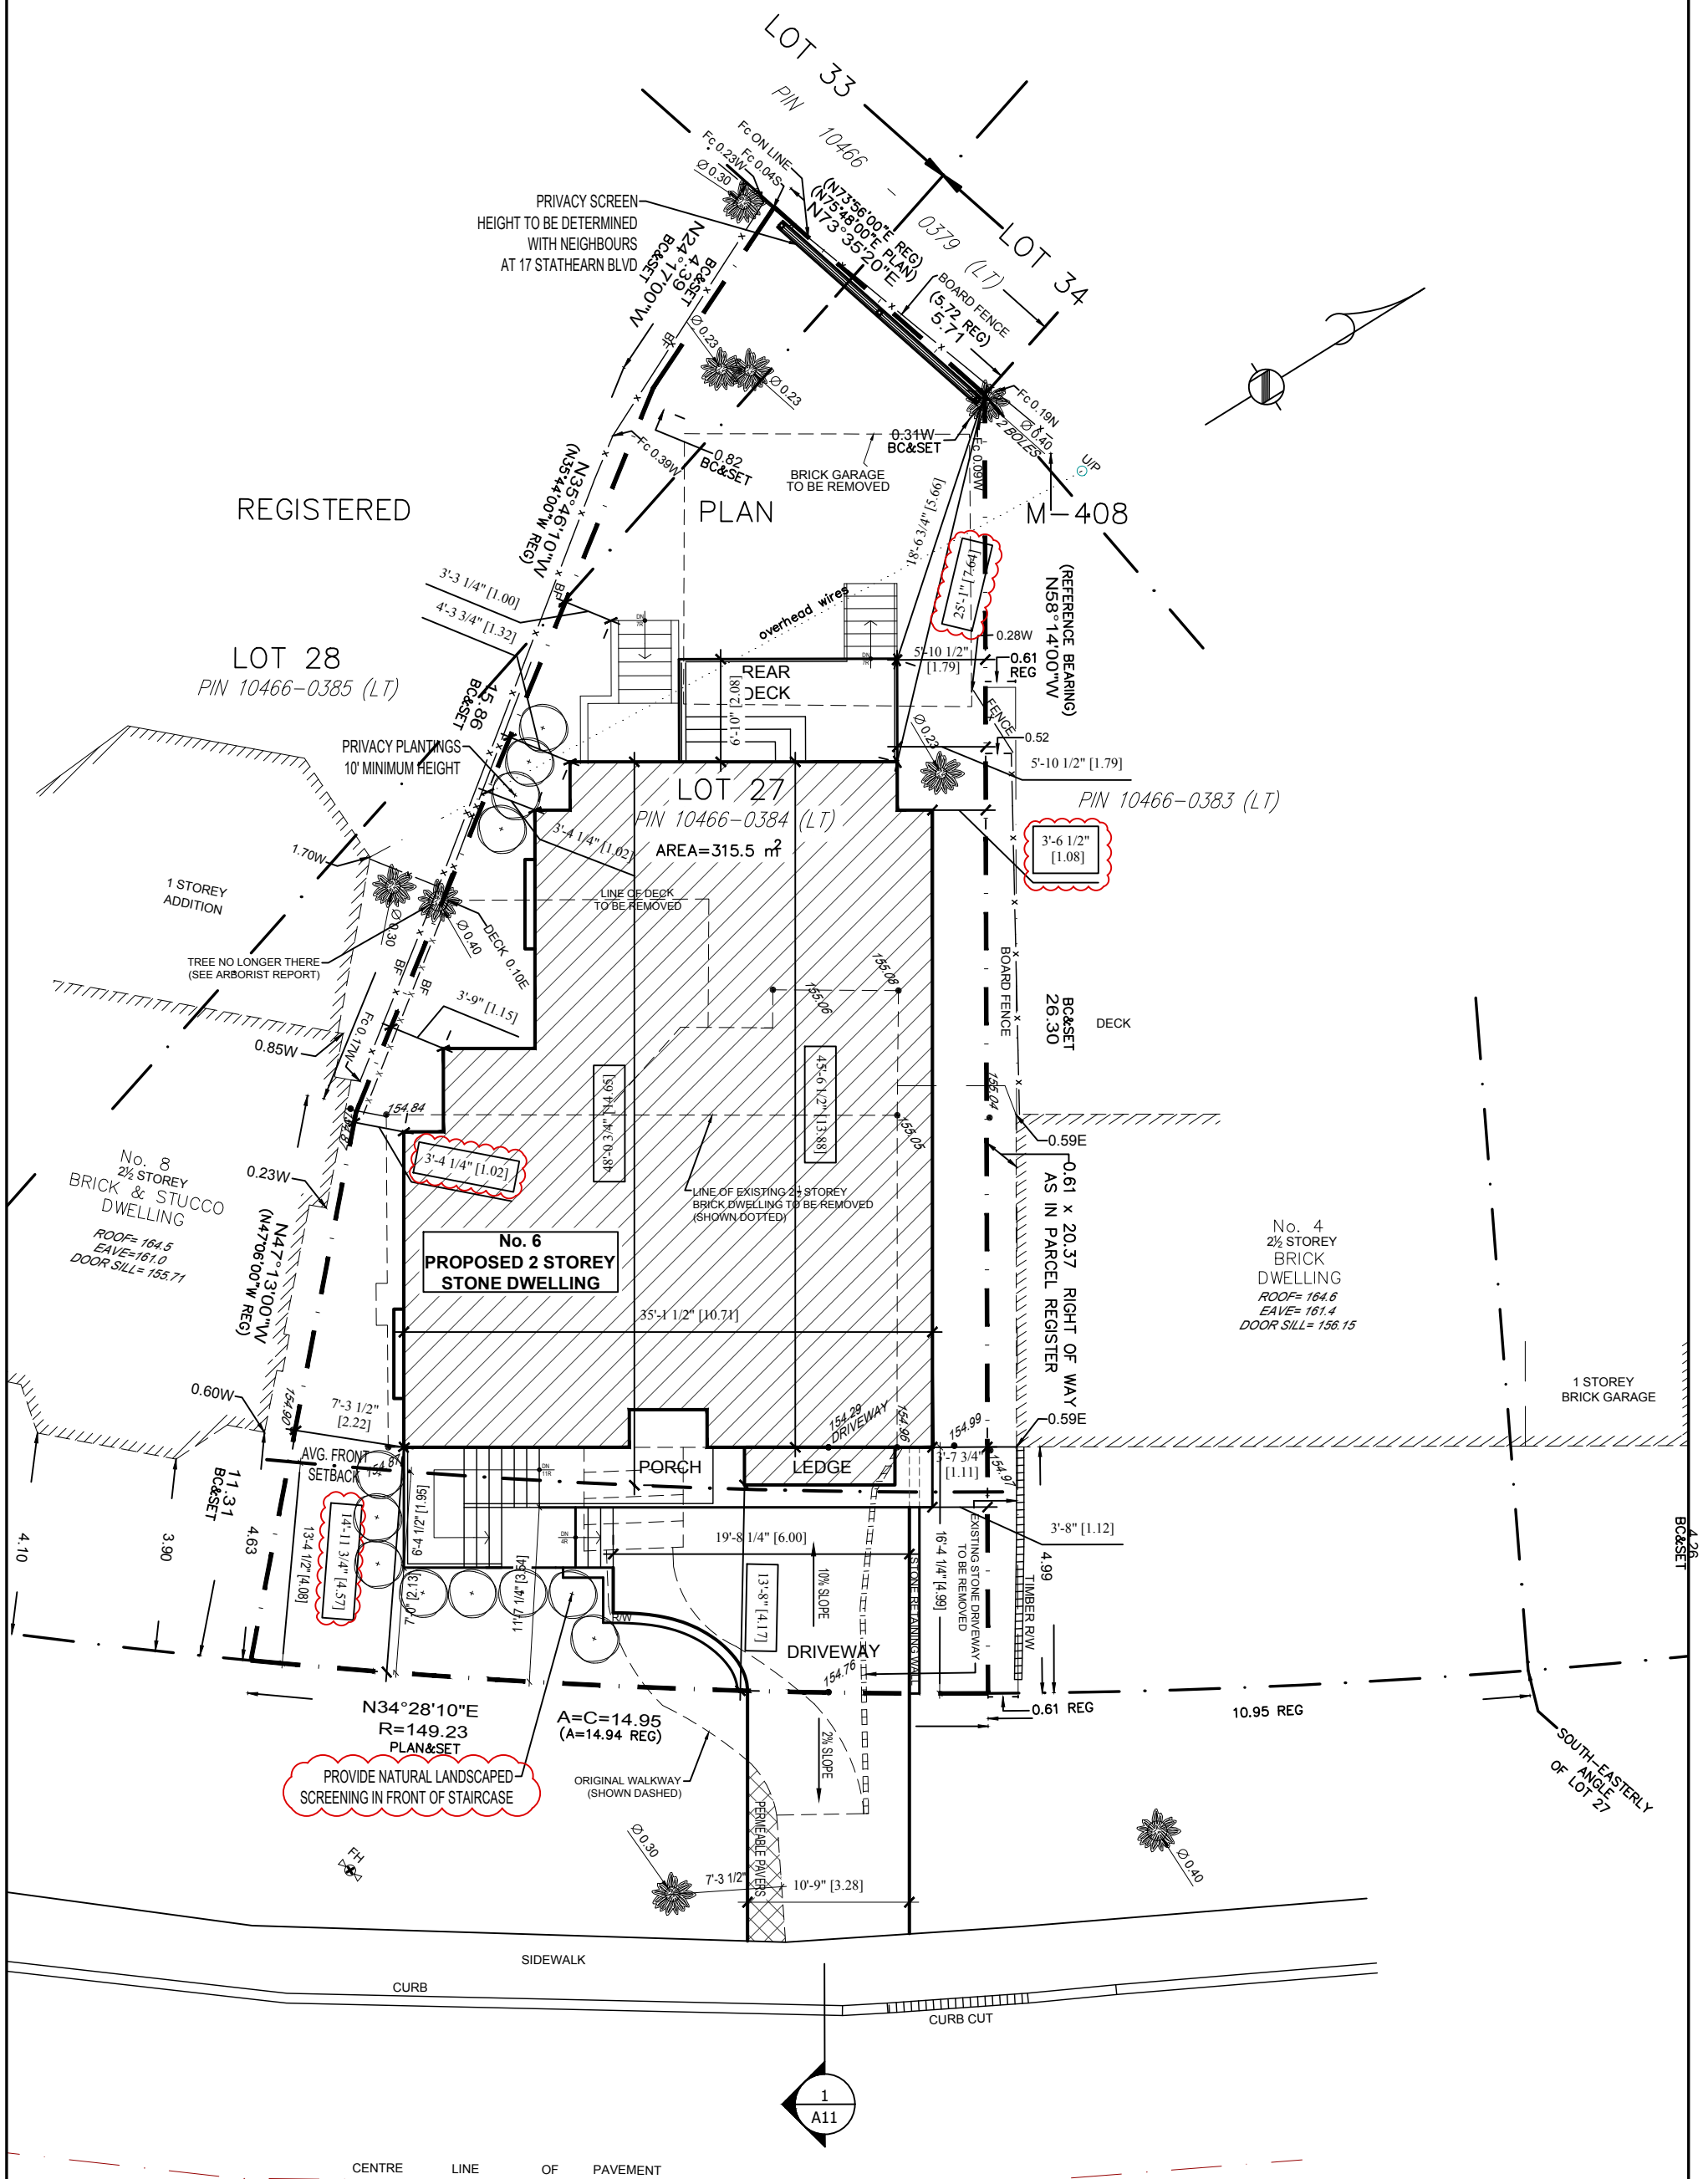 LOT 33
PIN 10466 - 0379 (LT)
LOT 34
Fc ON LINE
Fc 0.23W
Fc 0.04S
Ø 0.30
(N73°56'00"E REG)
(N75°48'00"E PLAN)
N73°35'20"E
PRIVACY SCREEN
HEIGHT TO BE DETERMINED
WITH NEIGHBOURS
AT 17 STATHEARN BLVD
BC&SET
4.39
N24°17'00"W
BC&SET
BOARD FENCE
(5.72 REG)
5.71
BF
Ø 0.23
Ø 0.23
Fc 0.19N
Ø 0.40
2 BOLES
U/P
0.31W
BC&SET
Fc 0.09W
Fc 0.39W
0.82
BC&SET
BRICK GARAGE
TO BE REMOVED
N35°46'10"W
(N35°44'00"W REG)
REGISTERED
PLAN
M-408
18'-6 3/4" [5.66]
25'-1" [7.64]
3'-3 1/4" [1.00]
4'-3 3/4" [1.32]
BF
overhead wires
0.28W
0.61
REG
(REFERENCE BEARING)
N58°14'00"W
5'-10 1/2"
[1.79]
LOT 28
PIN 10466-0385 (LT)
15.86
BC&SET
REAR
DECK
6'-10" [2.08]
FENCE
0.52
Ø 0.23
5'-10 1/2" [1.79]
PRIVACY PLANTINGS
10' MINIMUM HEIGHT
LOT 27
PIN 10466-0384 (LT)
AREA=315.5 m²
PIN 10466-0383 (LT)
3'-6 1/2"
[1.08]
3'-4 1/4" [1.02]
1.70W
1 STOREY
ADDITION
LINE OF DECK
TO BE REMOVED
Ø 0.30
Ø 0.40
DECK 0.10E
TREE NO LONGER THERE
(SEE ARBORIST REPORT)
BF
BF
3'-9" [1.15]
155.06
155.08
BOARD FENCE
BC&SET
26.30
DECK
0.85W
Fc 0.17W
154.84
154.87
48'-0 3/4" [14.65]
45'-6 1/2" [13.88]
155.05
155.04
0.59E
3'-4 1/4" [1.02]
No. 8
2½ STOREY
BRICK & STUCCO
DWELLING
ROOF= 164.5
EAVE=161.0
DOOR SILL= 155.71
0.23W
LINE OF EXISTING 2½ STOREY
BRICK DWELLING TO BE REMOVED
(SHOWN DOTTED)
0.61 x 20.37 RIGHT OF WAY
AS IN PARCEL REGISTER
No. 4
2½ STOREY
BRICK
DWELLING
ROOF= 164.6
EAVE= 161.4
DOOR SILL= 156.15
N47°13'00"W
(N47°06'00"W REG)
No. 6
PROPOSED 2 STOREY
STONE DWELLING
35'-1 1/2" [10.71]
0.60W
154.90
7'-3 1/2"
[2.22]
154.29
DRIVEWAY
154.96
154.99
0.59E
1 STOREY
BRICK GARAGE
AVG. FRONT
SETBACK
154.87
PORCH
LEDGE
3'-7 3/4"
[1.11]
154.97
11.31
BC&SET
4.10
3.90
4.63
13'-4 1/2" [4.08]
14'-11 3/4" [4.57]
6'-4 1/2" [1.95]
7'-0" [2.13]
11'-7 1/4" [3.54]
DN
11R
DN
4R
19'-8 1/4" [6.00]
3'-8" [1.12]
13'-8" [4.17]
10% SLOPE
STONE RETAINING WALL
16'-4 1/4" [4.99]
EXISTING STONE DRIVEWAY
TO BE REMOVED
TIMBER R/W
4.99
4.26
BC&SET
R/W
DRIVEWAY
154.76
0.61 REG
10.95 REG
N34°28'10"E
R=149.23
PLAN&SET
A=C=14.95
(A=14.94 REG)
2% SLOPE
SOUTH-EASTERLY
ANGLE
OF LOT 27
PROVIDE NATURAL LANDSCAPED
SCREENING IN FRONT OF STAIRCASE
ORIGINAL WALKWAY
(SHOWN DASHED)
PERMEABLE PAVERS
FH
Ø 0.30
7'-3 1/2"
10'-9" [3.28]
Ø 0.40
SIDEWALK
CURB
CURB CUT
1
A11
CENTRE LINE OF PAVEMENT